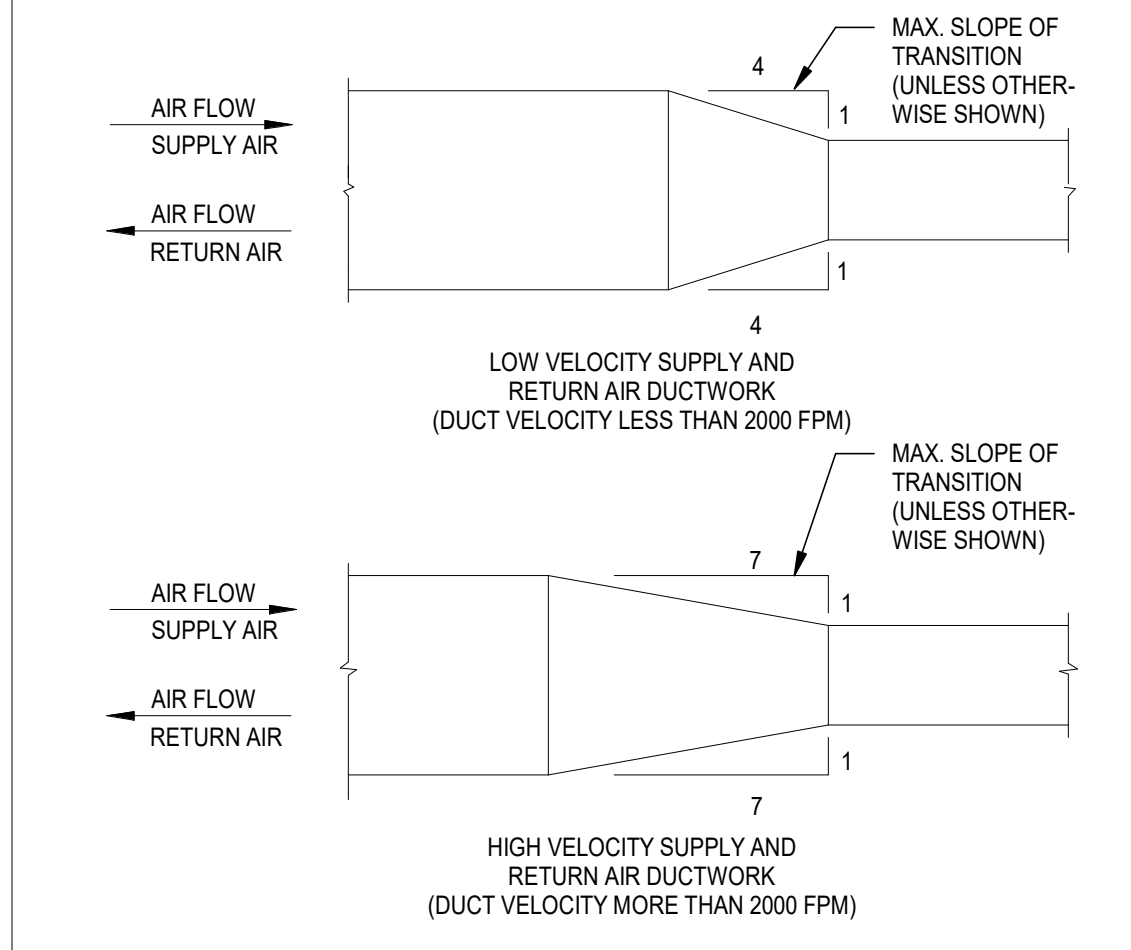 MAX. SLOPE OF
TRANSITION
(UNLESS OTHER-
WISE SHOWN)
4
1
AIR FLOW
SUPPLY AIR
AIR FLOW
RETURN AIR
1
4
LOW VELOCITY SUPPLY AND
RETURN AIR DUCTWORK
(DUCT VELOCITY LESS THAN 2000 FPM)
MAX. SLOPE OF
TRANSITION
(UNLESS OTHER-
WISE SHOWN)
7
1
AIR FLOW
SUPPLY AIR
AIR FLOW
RETURN AIR
1
7
HIGH VELOCITY SUPPLY AND
RETURN AIR DUCTWORK
(DUCT VELOCITY MORE THAN 2000 FPM)